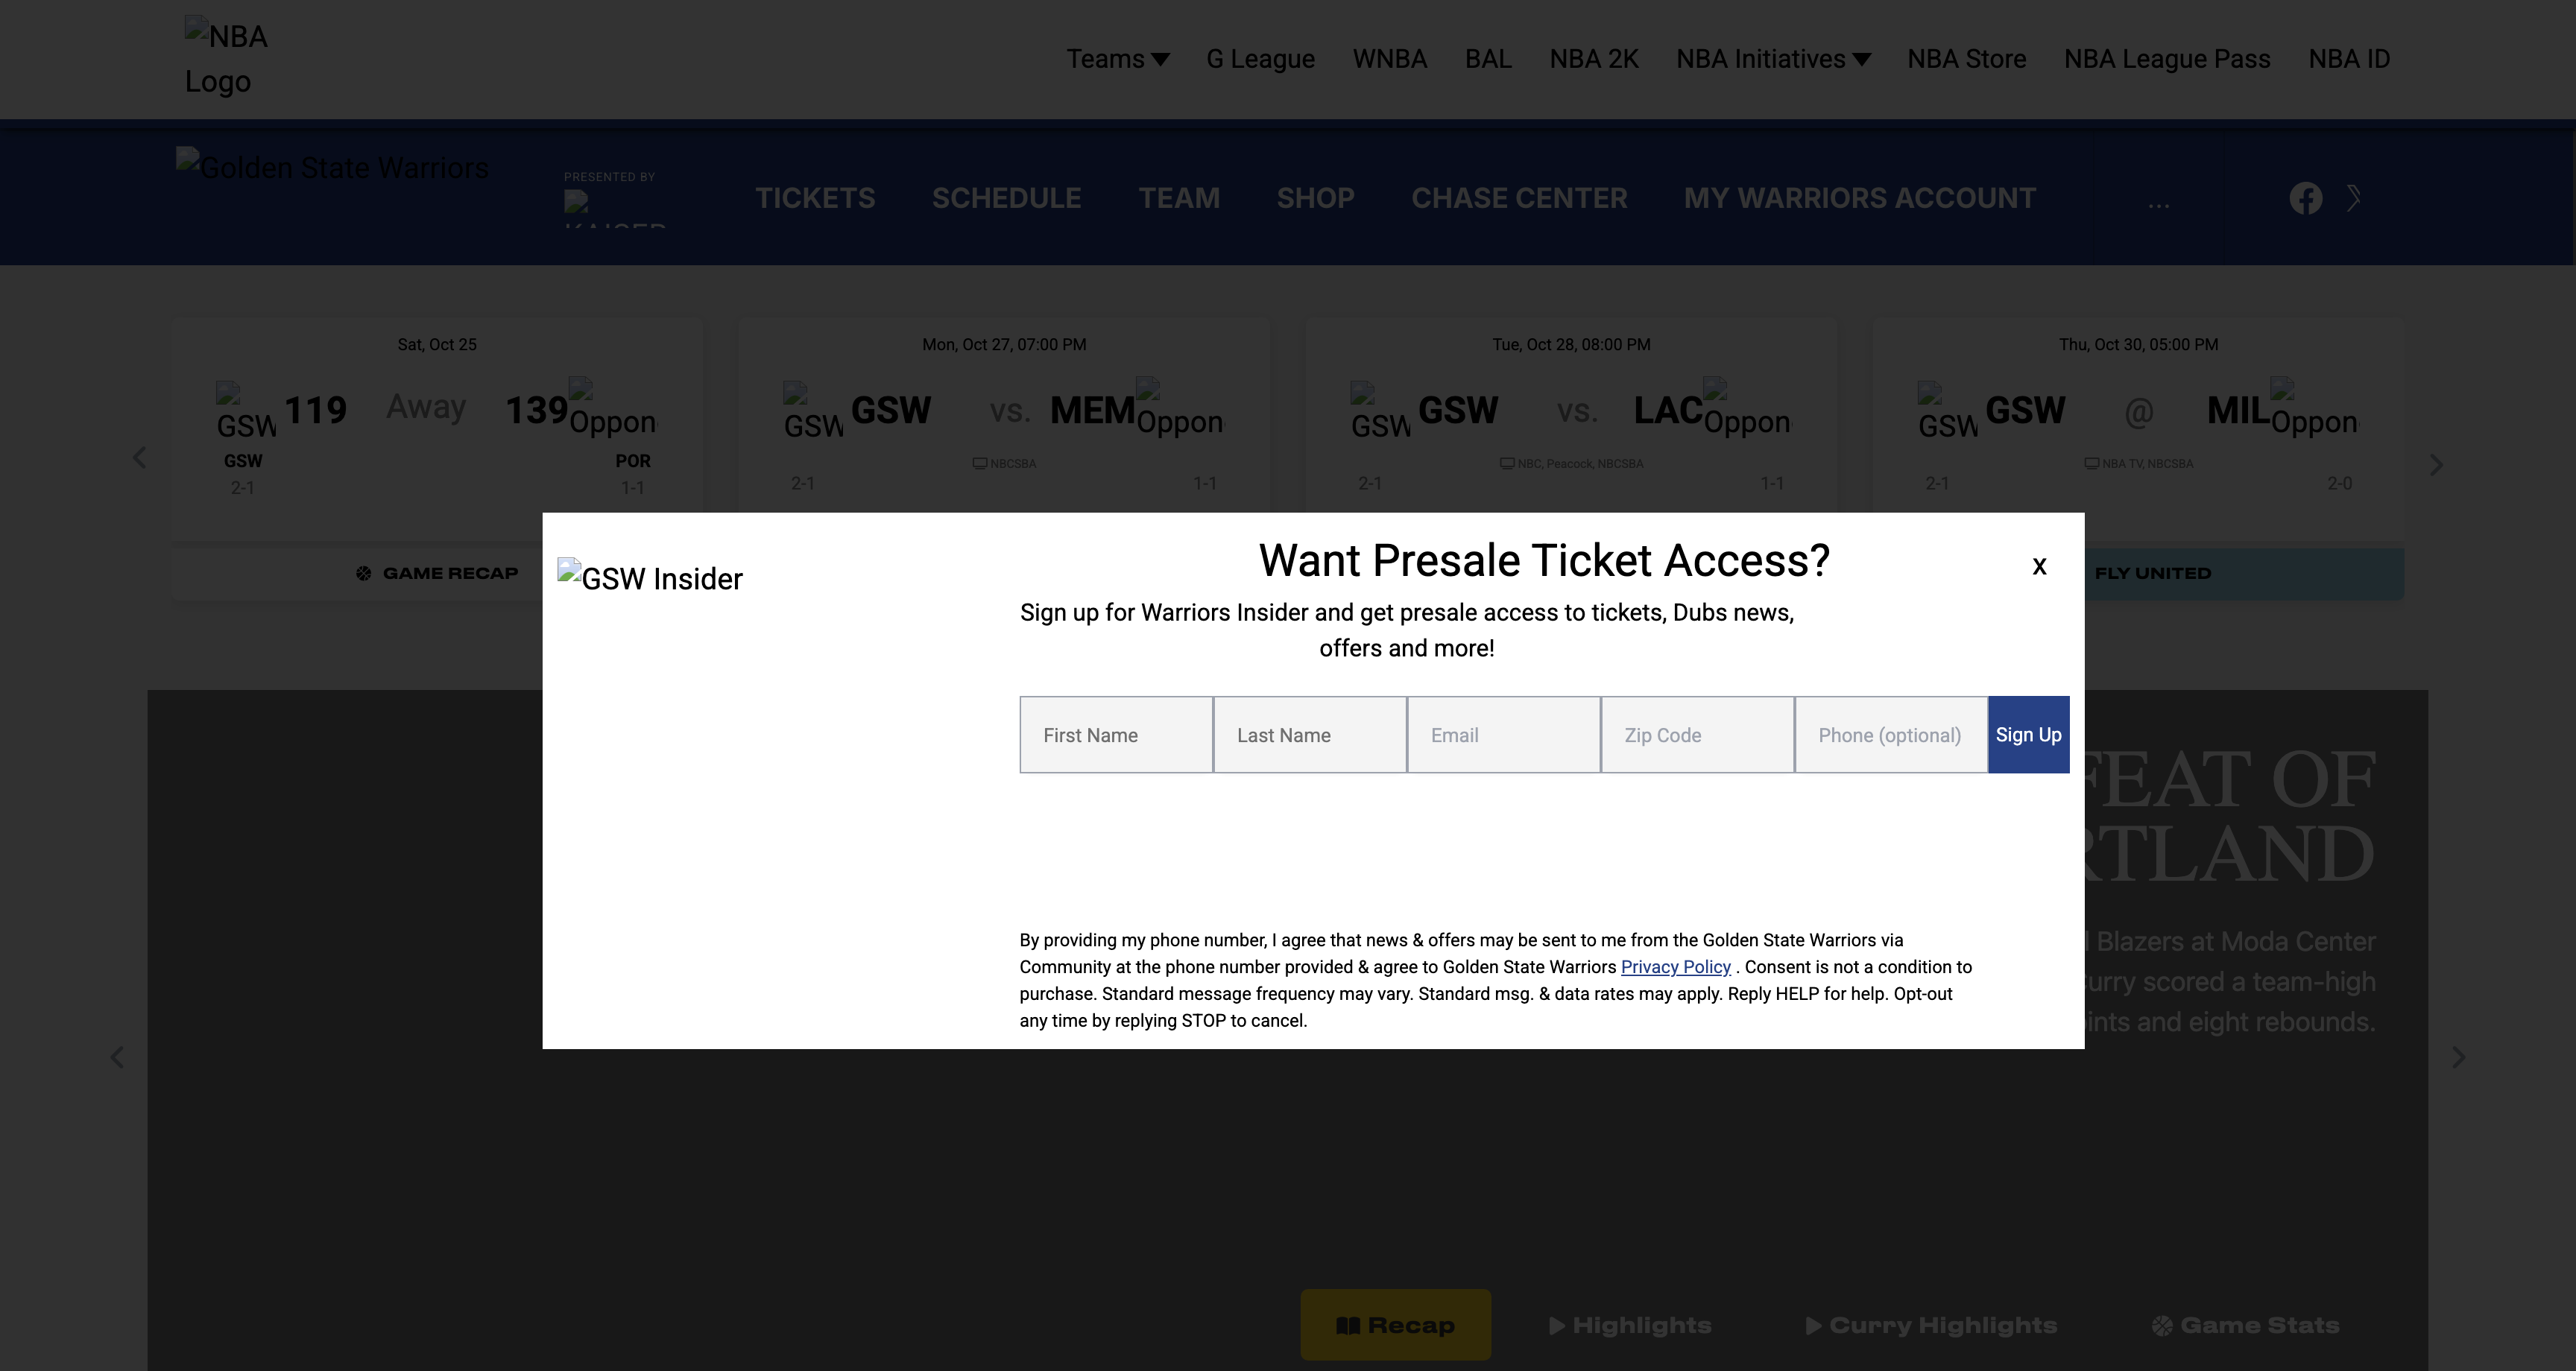 NBA
Logo
Teams
G League
WNBA
BAL
NBA 2K
NBA Initiatives
NBA Store
NBA League Pass
NBA ID
Golden State Warriors
PRESENTED BY
TICKETS
SCHEDULE
TEAM
SHOP
CHASE CENTER
MY WARRIORS ACCOUNT
...
Sat, Oct 25
GSW 119 Away 139 Oppon
GSW POR
2-1 1-1
GAME RECAP
Mon, Oct 27, 07:00 PM
GSW GSW vs. MEM Oppon
NBCSBA
2-1 1-1
Tue, Oct 28, 08:00 PM
GSW GSW vs. LAC Oppon
NBC, Peacock, NBCSBA
2-1 1-1
Thu, Oct 30, 05:00 PM
GSW GSW @ MIL Oppon
NBA TV, NBCSBA
2-1 2-0
FLY UNITED
GSW Insider
Want Presale Ticket Access?
X
Sign up for Warriors Insider and get presale access to tickets, Dubs news,
offers and more!
First Name
Last Name
Email
Zip Code
Phone (optional)
Sign Up
By providing my phone number, I agree that news & offers may be sent to me from the Golden State Warriors via
Community at the phone number provided & agree to Golden State Warriors Privacy Policy . Consent is not a condition to
purchase. Standard message frequency may vary. Standard msg. & data rates may apply. Reply HELP for help. Opt-out
any time by replying STOP to cancel.
FEAT OF
RTLAND
Blazers at Moda Center
Curry scored a team-high
ints and eight rebounds.
Recap
Highlights
Curry Highlights
Game Stats